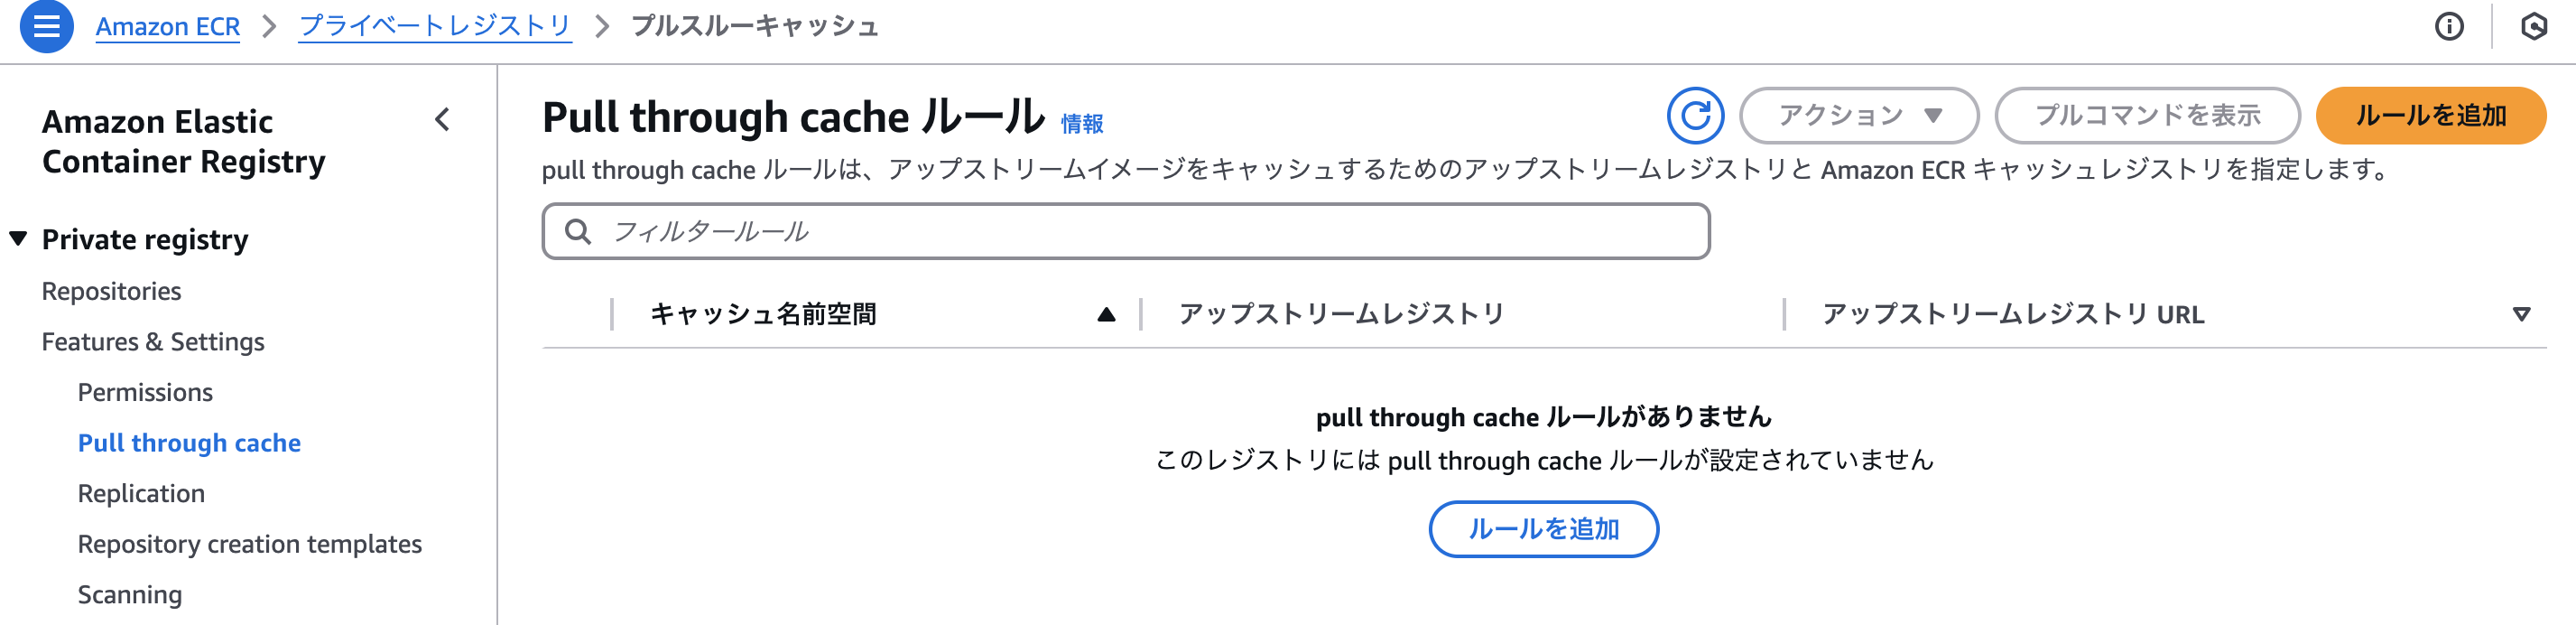 Amazon ECR > プライベートレジストリ > プルスルーキャッシュ
Amazon Elastic
Container Registry
Private registry
Repositories
Features & Settings
Permissions
Pull through cache
Replication
Repository creation templates
Scanning
Pull through cache ルール 情報
アクション
プルコマンドを表示
ルールを追加
pull through cache ルールは、アップストリームイメージをキャッシュするためのアップストリームレジストリと Amazon ECR キャッシュレジストリを指定します。
フィルタールール
キャッシュ名前空間
アップストリームレジストリ
アップストリームレジストリ URL
pull through cache ルールがありません
このレジストリには pull through cache ルールが設定されていません
ルールを追加